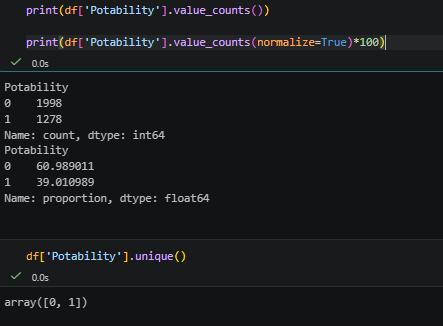 print(df['Potability'].value_counts())
print(df['Potability'].value_counts(normalize=True)*100)
0.0s
Potability
0    1998
1    1278
Name: count, dtype: int64
Potability
0    60.989011
1    39.010989
Name: proportion, dtype: float64
df['Potability'].unique()
0.0s
array([0, 1])